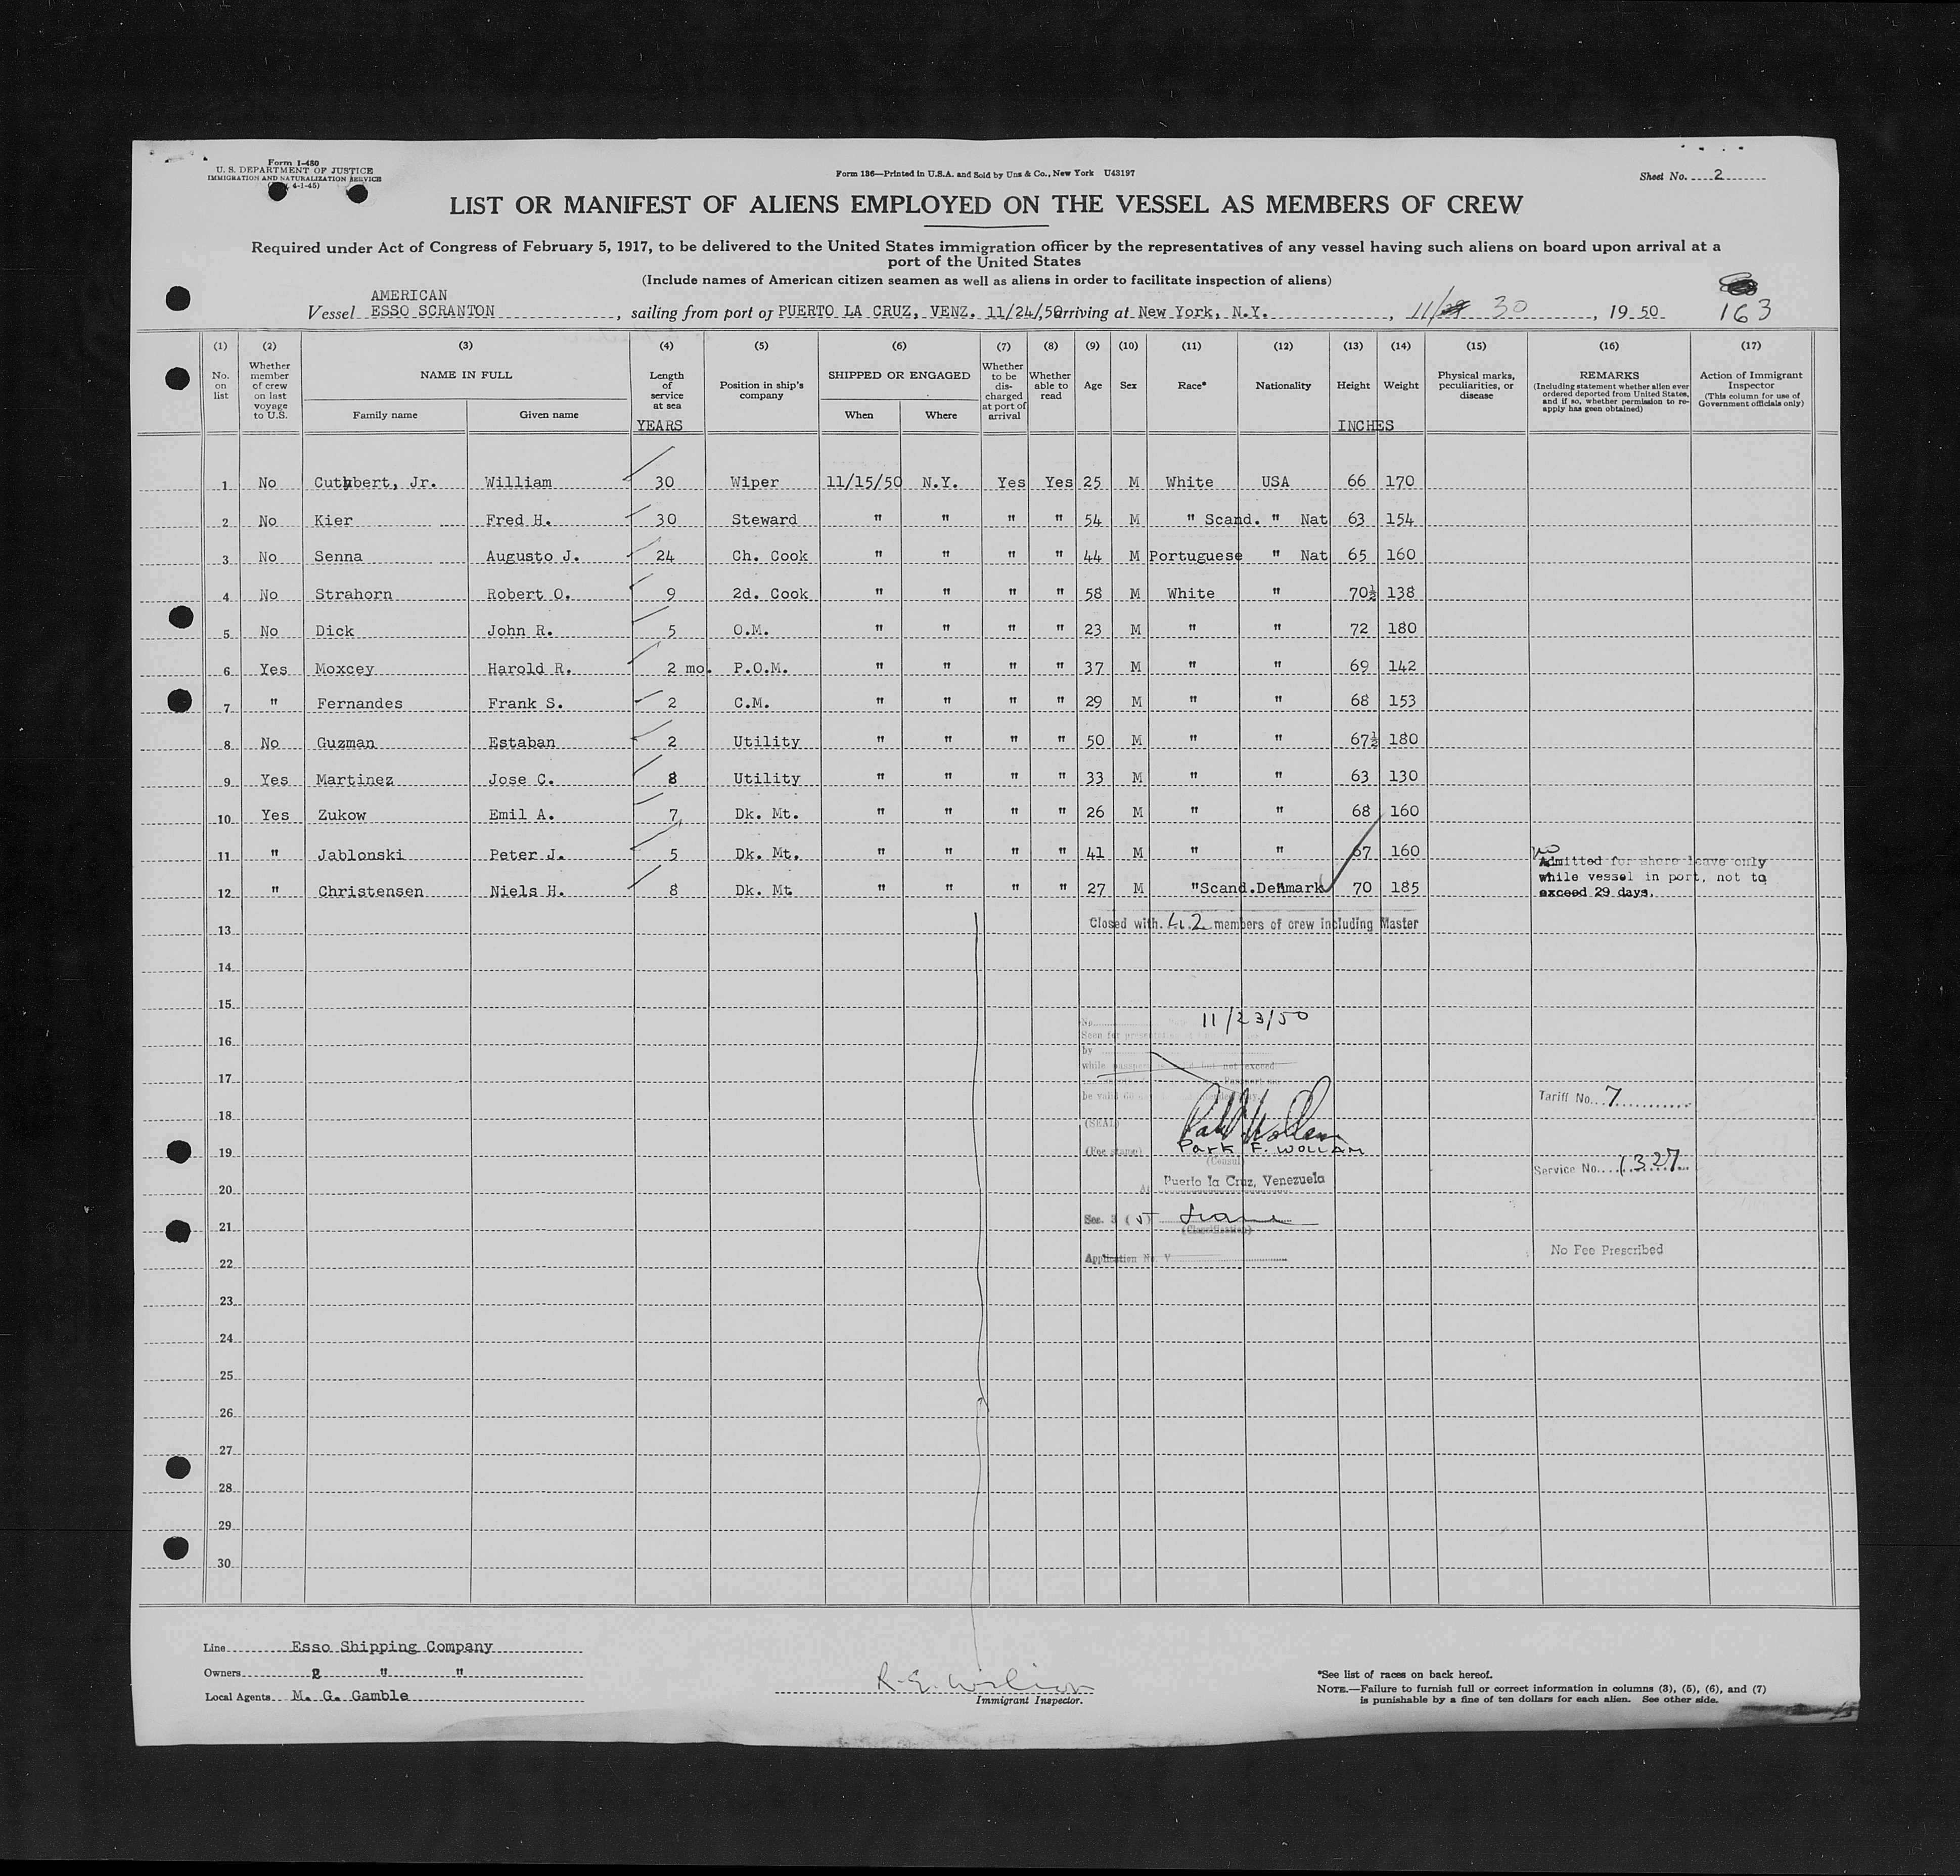 Form I-480
U. S. DEPARTMENT OF JUSTICE
IMMIGRATION AND NATURALIZATION SERVICE
4-1-45)
Form 136—Printed in U.S.A. and Sold by Unz & Co., New York U43197
Sheet No. 2
LIST OR MANIFEST OF ALIENS EMPLOYED ON THE VESSEL AS MEMBERS OF CREW
Required under Act of Congress of February 5, 1917, to be delivered to the United States immigration officer by the representatives of any vessel having such aliens on board upon arrival at a
port of the United States
(Include names of American citizen seamen as well as aliens in order to facilitate inspection of aliens)
AMERICAN
Vessel ESSO SCRANTON, sailing from port of PUERTO LA CRUZ, VENZ. 11/24/50 arriving at New York, N.Y., 11/29 30, 19 50 163
(1) (2) (3) (4) (5) (6) (7) (8) (9) (10) (11) (12) (13) (14) (15) (16) (17)
No. on list
Whether member of crew on last voyage to U.S.
NAME IN FULL
Family name
Given name
Length of service at sea
YEARS
Position in ship's company
SHIPPED OR ENGAGED
When
Where
Whether to be discharged at port of arrival
Whether able to read
Age
Sex
Race*
Nationality
Height
INCHES
Weight
Physical marks, peculiarities, or disease
REMARKS
(Including statement whether alien ever ordered deported from United States, and if so, whether permission to re-apply has geen obtained)
Action of Immigrant Inspector
(This column for use of Government officials only)
1 No Cuthbert, Jr. William 30 Wiper 11/15/50 N.Y. Yes Yes 25 M White USA 66 170
2 No Kier Fred H. 30 Steward " " " " 54 M " Scand. " Nat 63 154
3 No Senna Augusto J. 24 Ch. Cook " " " " 44 M Portuguese " Nat 65 160
4 No Strahorn Robert O. 9 2d. Cook " " " " 58 M White " 70½ 138
5 No Dick John R. 5 O.M. " " " " 23 M " " 72 180
6 Yes Moxcey Harold R. 2 mo. P.O.M. " " " " 37 M " " 69 142
7 " Fernandes Frank S. 2 C.M. " " " " 29 M " " 68 153
8 No Guzman Estaban 2 Utility " " " " 50 M " " 67½ 180
9 Yes Martinez Jose C. 8 Utility " " " " 33 M " " 63 130
10 Yes Zukow Emil A. 7 Dk. Mt. " " " " 26 M " " 68 160
11 " Jablonski Peter J. 5 Dk. Mt. " " " " 41 M " " 67 160
12 " Christensen Niels H. 8 Dk. Mt " " " " 27 M " Scand. Denmark 70 185
no
Admitted for shore leave only
while vessel in port, not to
exceed 29 days.
13 Closed with 42 members of crew including Master
14
15
11/23/50
16
by
17
Tariff No. 7
18
(SEAL)
19 (Fee stamp) Park F. Wollam
(Consul)
Service No. 1327
20 At Puerto la Cruz, Venezuela
21 Sec. 3 (5)
(Classification)
22 Application No. V
No Fee Prescribed
23
24
25
26
27
28
29
30
Line Esso Shipping Company
Owners " " "
Local Agents M. G. Gamble
Immigrant Inspector.
*See list of races on back hereof.
NOTE.—Failure to furnish full or correct information in columns (3), (5), (6), and (7)
is punishable by a fine of ten dollars for each alien. See other side.